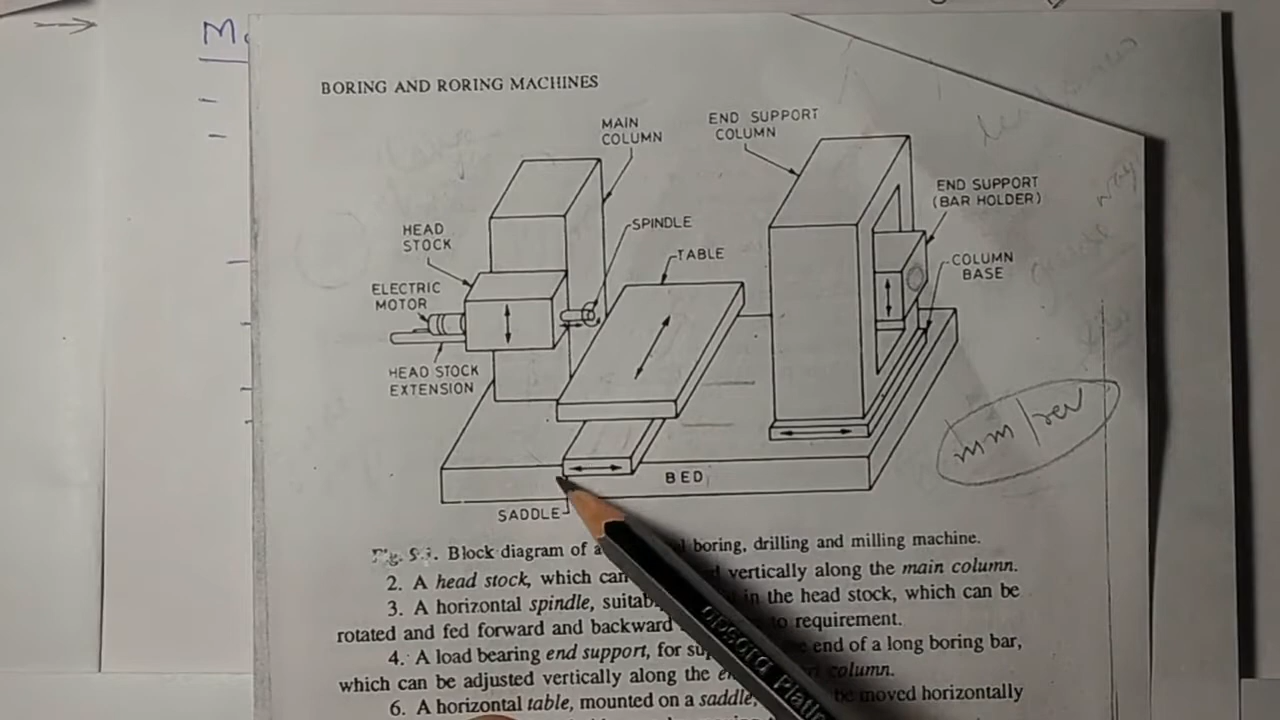 BORING AND RORING MACHINES
MAIN
COLUMN
END SUPPORT
COLUMN
END SUPPORT
(BAR HOLDER)
HEAD
STOCK
SPINDLE
TABLE
COLUMN
BASE
ELECTRIC
MOTOR
HEAD STOCK
EXTENSION
mm/rev
BED
SADDLE
Block diagram of a boring, drilling and milling machine.
2. A head stock, which can vertically along the main column.
3. A horizontal spindle, in the head stock, which can be
rotated and fed forward and backward to requirement.
4. A load bearing end support, for end of a long boring bar,
which can be adjusted vertically along the column.
6. A horizontal table, mounted on a saddle, be moved horizontally
apsara Platin